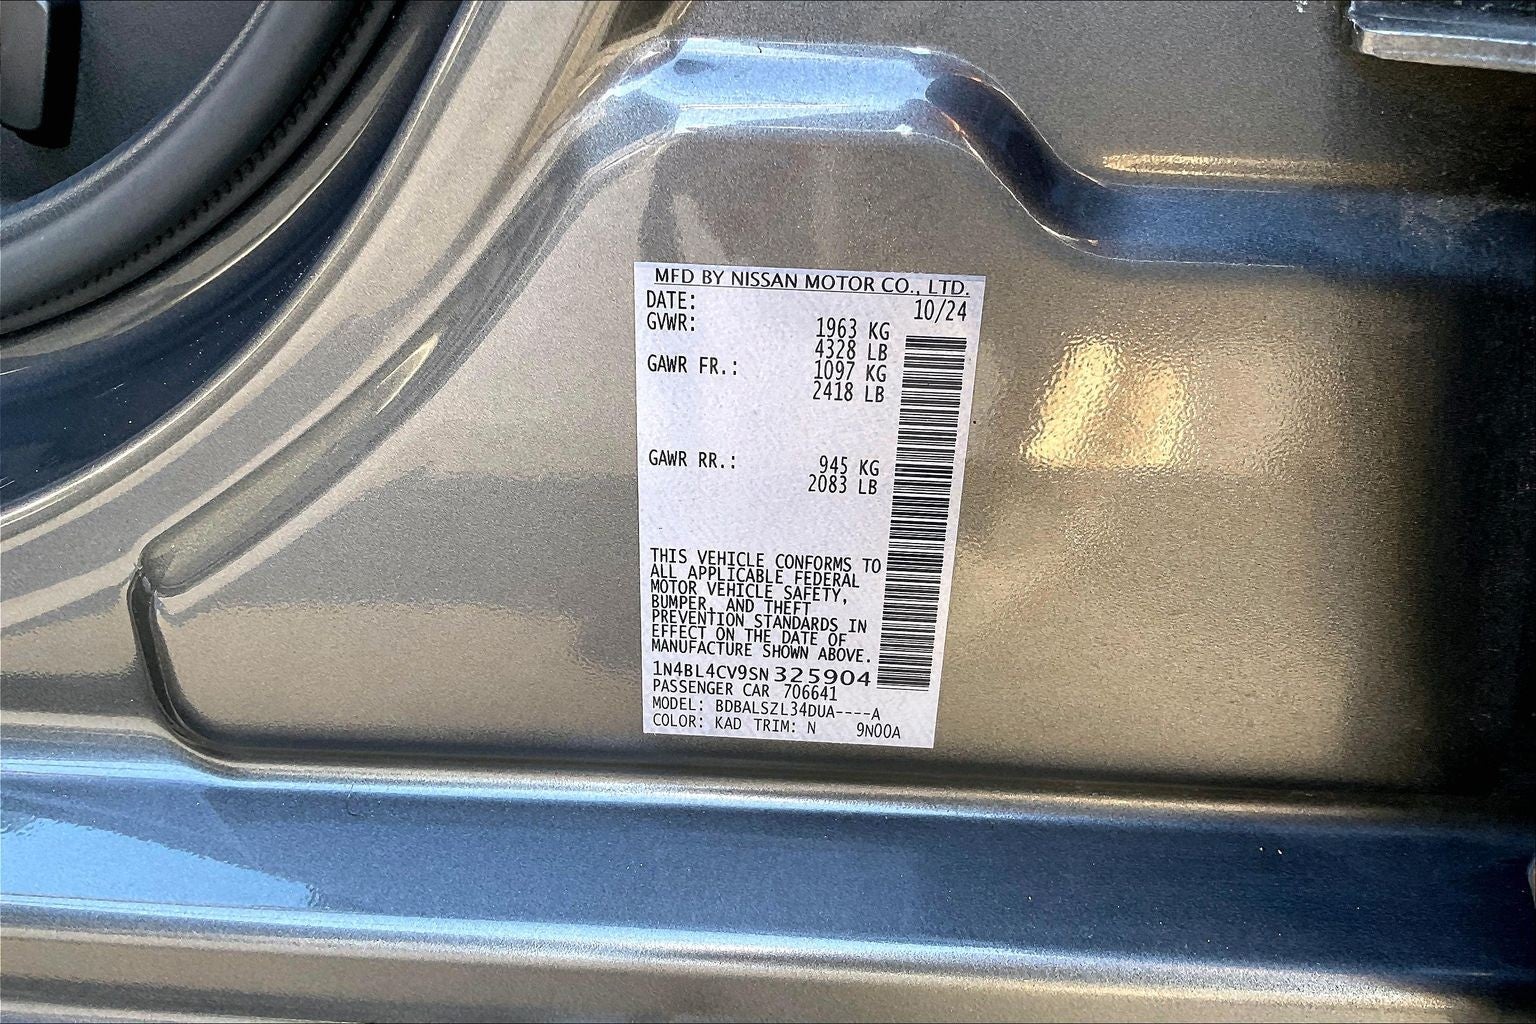 MFD BY NISSAN MOTOR CO., LTD.
DATE: 10/24
GVWR: 1963 KG
4328 LB
GAWR FR.: 1097 KG
2418 LB
GAWR RR.: 945 KG
2083 LB
THIS VEHICLE CONFORMS TO
ALL APPLICABLE FEDERAL
MOTOR VEHICLE SAFETY,
BUMPER, AND THEFT
PREVENTION STANDARDS IN
EFFECT ON THE DATE OF
MANUFACTURE SHOWN ABOVE.
1N4BL4CV9SN325904
PASSENGER CAR 706641
MODEL: BDBALSZL34DUA----A
COLOR: KAD TRIM: N 9N00A